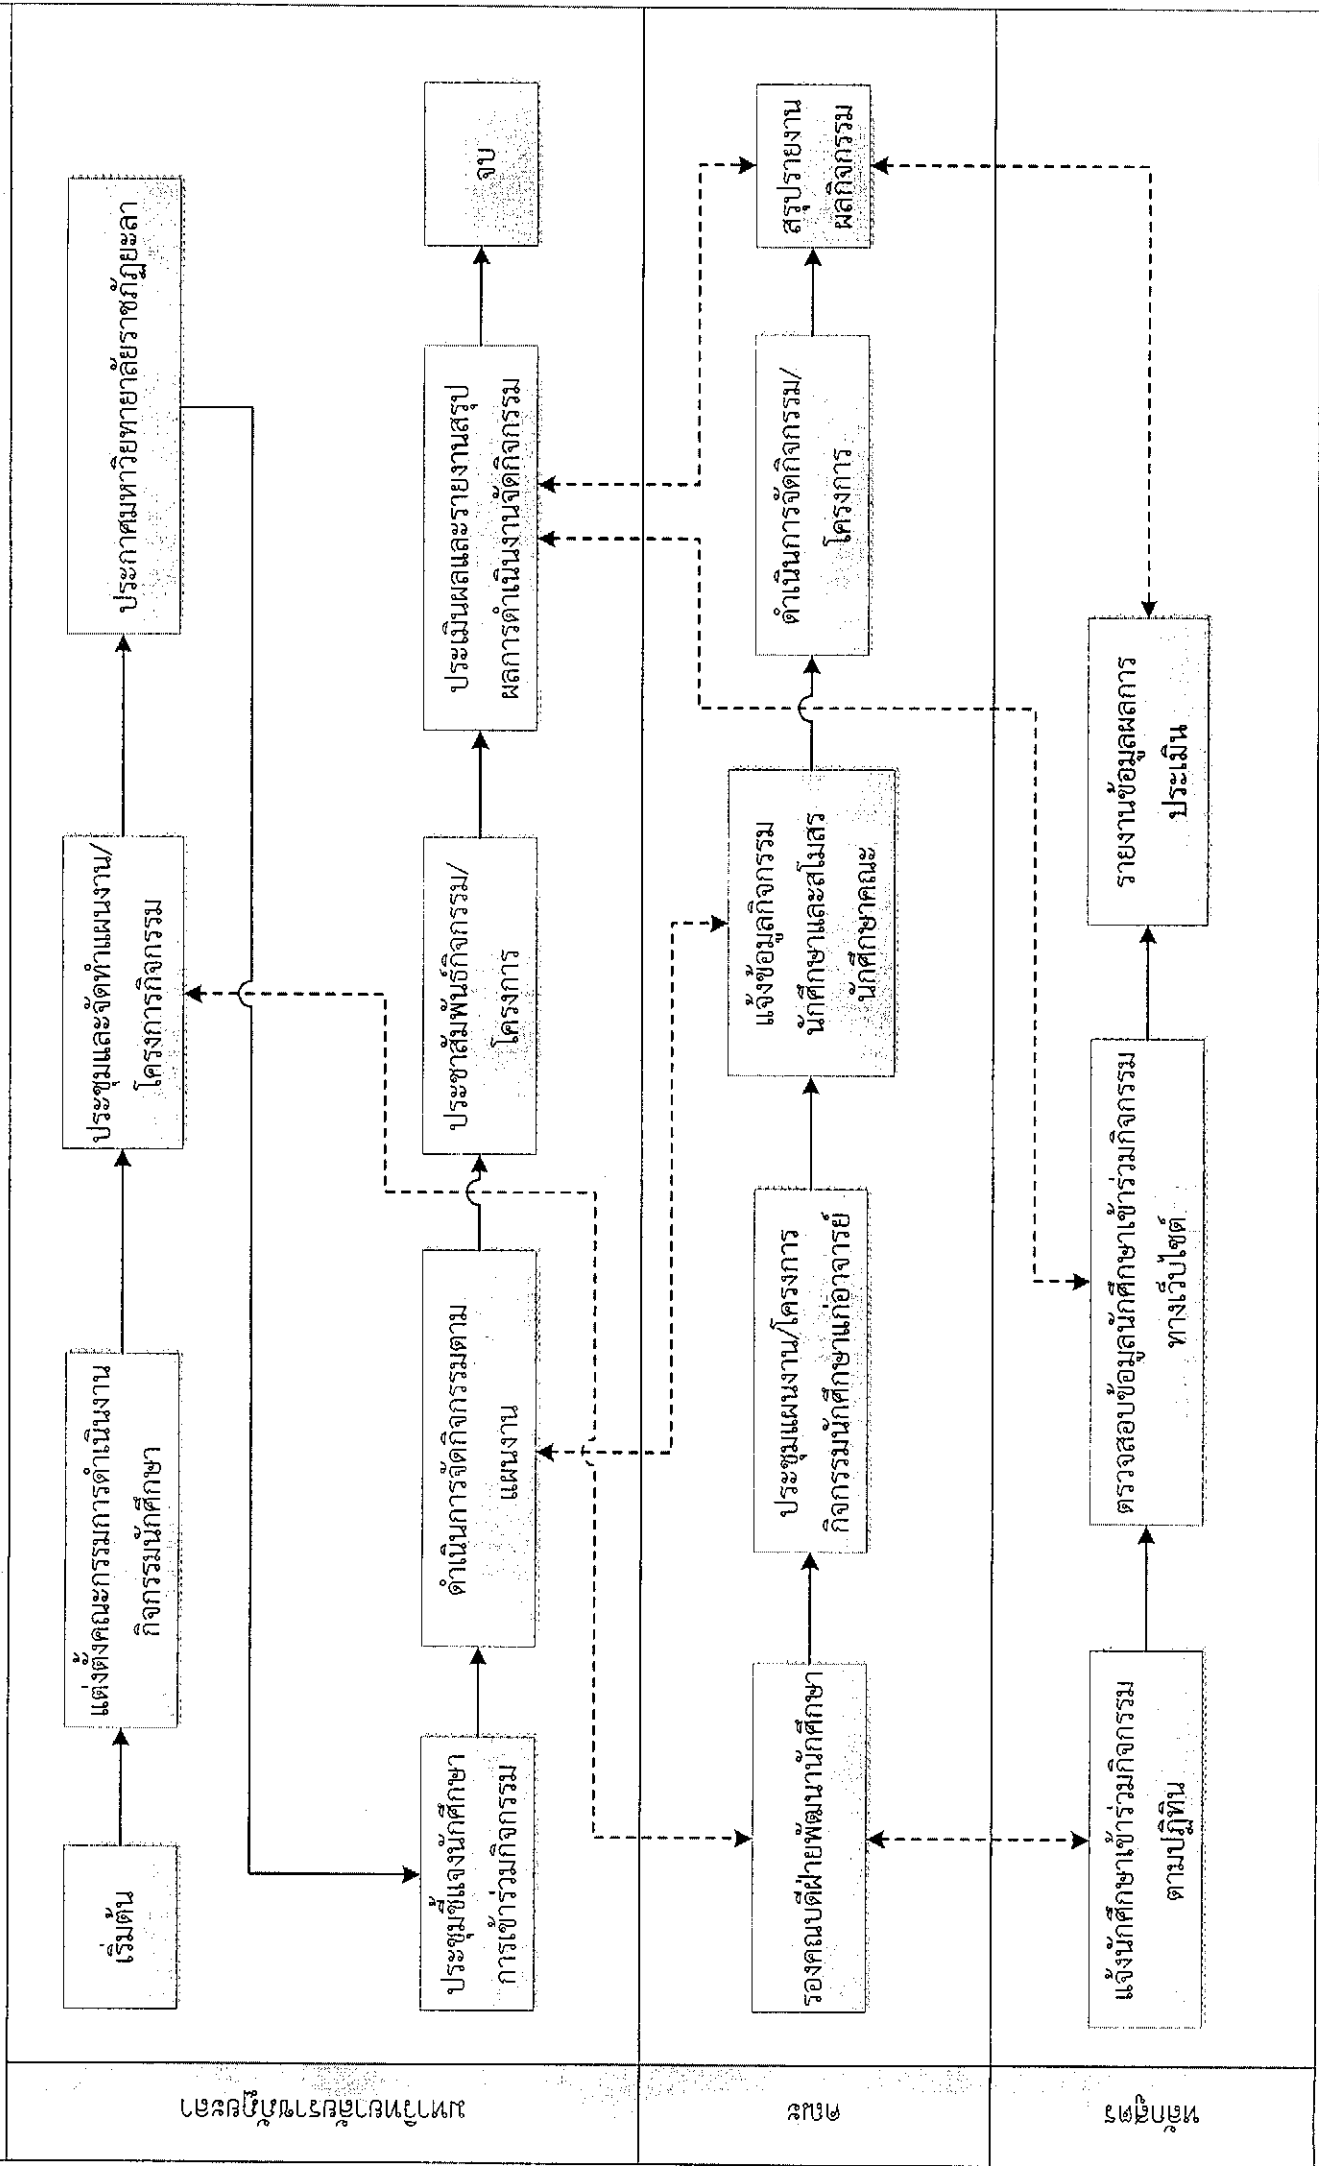 มหาวิทยาลัยราชภัฏยะลา
เริ่มต้น
แต่งตั้งคณะกรรมการดำเนินงาน
กิจกรรมนักศึกษา
ประชุมและจัดทำแผนงาน/
โครงการกิจกรรม
ประกาศมหาวิยทายาลัยราชภัฏยะลา
ประชุมชี้แจงนักศึกษา
การเข้าร่วมกิจกรรม
ดำเนินการจัดกิจกรรมตาม
แผนงาน
ประชาสัมพันธ์กิจกรรม/
โครงการ
ประเมินผลและรายงานสรุป
ผลการดำเนินงานจัดกิจกรรม
จบ
คณะ
รองคณบดีฝ่ายพัฒนานักศึกษา
ประชุมแผนงาน/โครงการ
กิจกรรมนักศึกษาแก่อาจารย์
แจ้งข้อมูลกิจกรรม
นักศึกษาและสโมสร
นักศึกษาคณะ
ดำเนินการจัดกิจกรรม/
โครงการ
สรุปรายงาน
ผลกิจกรรม
หลักสูตร
แจ้งนักศึกษาเข้าร่วมกิจกรรม
ตามปฏิทิน
ตรวจสอบข้อมูลนักศึกษาเข้าร่วมกิจกรรม
ทางเว็บไซต์
รายงานข้อมูลผลการ
ประเมิน